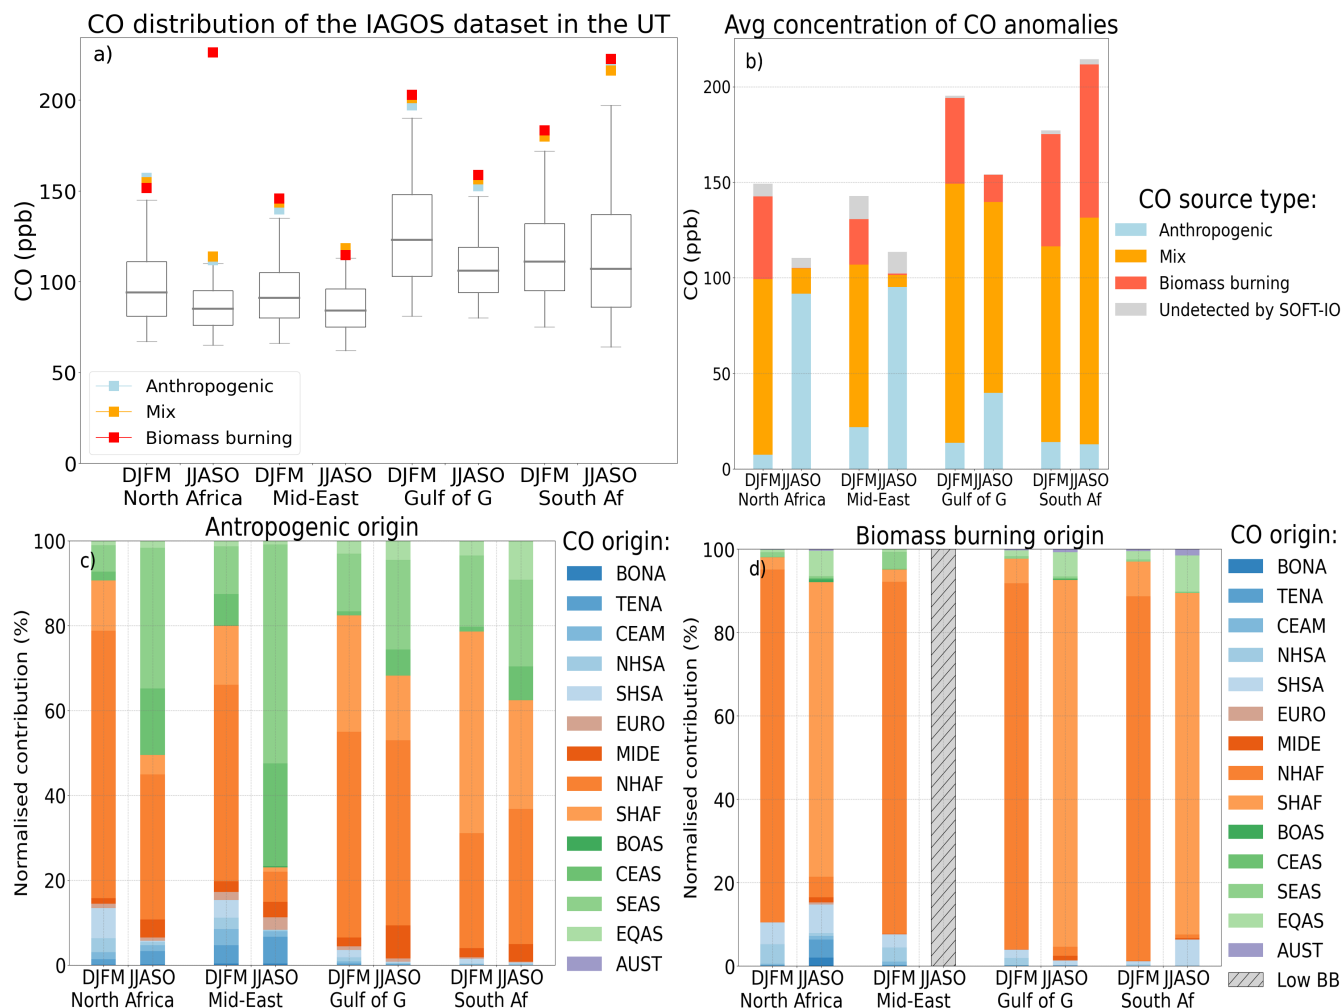 CO distribution of the IAGOS dataset in the UT
a)
CO (ppb)
200
150
100
50
0
Anthropogenic
Mix
Biomass burning
DJFM JJASO DJFM JJASO DJFM JJASO DJFM JJASO
North Africa Mid-East Gulf of G South Af
Avg concentration of CO anomalies
b)
CO (ppb)
200
150
100
50
0
DJFM JJASO DJFM JJASO DJFM JJASO DJFM JJASO
North Africa Mid-East Gulf of G South Af
CO source type:
Anthropogenic
Mix
Biomass burning
Undetected by SOFT-IO
Antropogenic origin
c)
Normalised contribution (%)
100
80
60
40
20
0
DJFM JJASO DJFM JJASO DJFM JJASO DJFM JJASO
North Africa Mid-East Gulf of G South Af
CO origin:
BONA
TENA
CEAM
NHSA
SHSA
EURO
MIDE
NHAF
SHAF
BOAS
CEAS
SEAS
EQAS
AUST
Biomass burning origin
d)
Normalised contribution (%)
100
80
60
40
20
0
DJFM JJASO DJFM JJASO DJFM JJASO DJFM JJASO
North Africa Mid-East Gulf of G South Af
CO origin:
BONA
TENA
CEAM
NHSA
SHSA
EURO
MIDE
NHAF
SHAF
BOAS
CEAS
SEAS
EQAS
AUST
Low BB